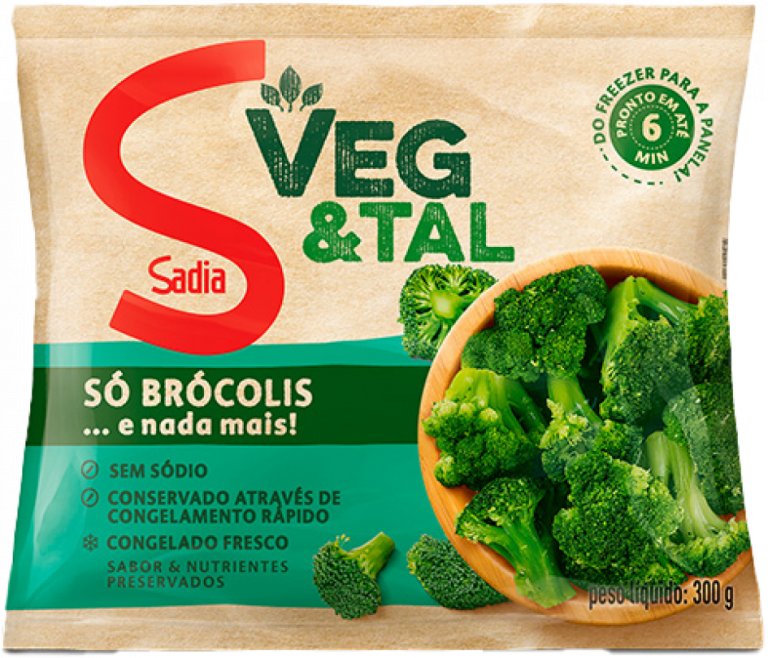 Sadia
VEG
&TAL
DO FREEZER PARA A PANELA!
PRONTO EM ATÉ
6
MIN
SÓ BRÓCOLIS
... e nada mais!
SEM SÓDIO
CONSERVADO ATRAVÉS DE
CONGELAMENTO RÁPIDO
CONGELADO FRESCO
SABOR & NUTRIENTES
PRESERVADOS
peso líquido: 300 g